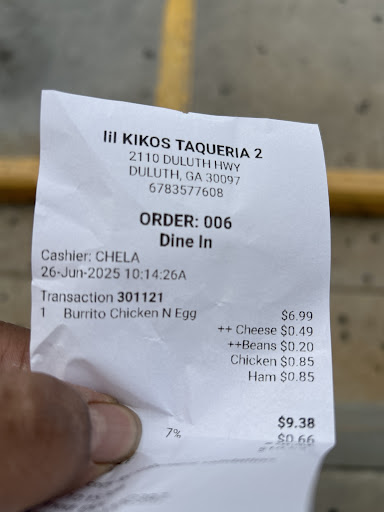 lil KIKOS TAQUERIA 2
2110 DULUTH HWY
DULUTH, GA 30097
6783577608
ORDER: 006
Dine In
Cashier: CHELA
26-Jun-2025 10:14:26A
Transaction 301121
1 Burrito Chicken N Egg $6.99
++ Cheese $0.49
++Beans $0.20
Chicken $0.85
Ham $0.85
$9.38
7% $0.66